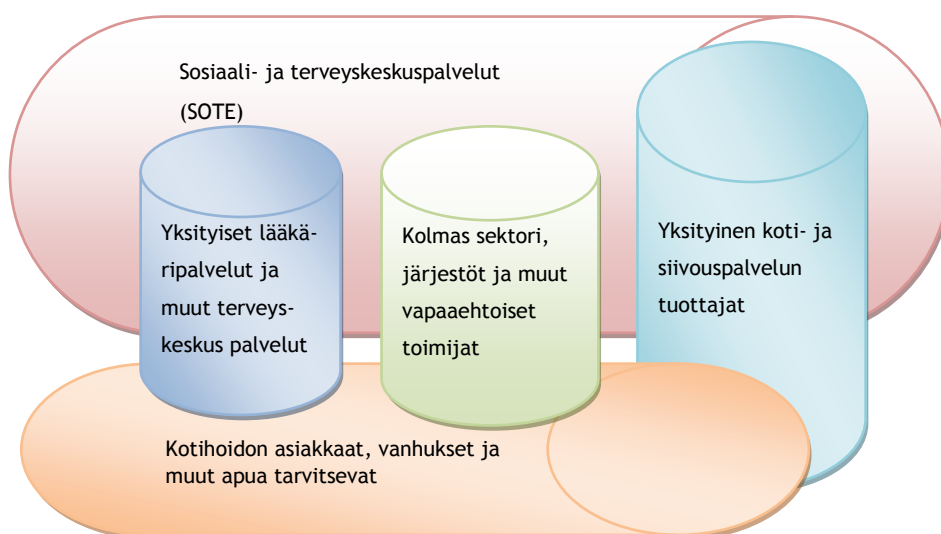 Sosiaali- ja terveyskeskuspalvelut
(SOTE)
Yksityiset lääkä-
ripalvelut ja
muut terveys-
keskus palvelut
Kolmas sektori,
järjestöt ja muut
vapaaehtoiset
toimijat
Yksityinen koti- ja
siivouspalvelun
tuottajat
Kotihoidon asiakkaat, vanhukset ja
muut apua tarvitsevat